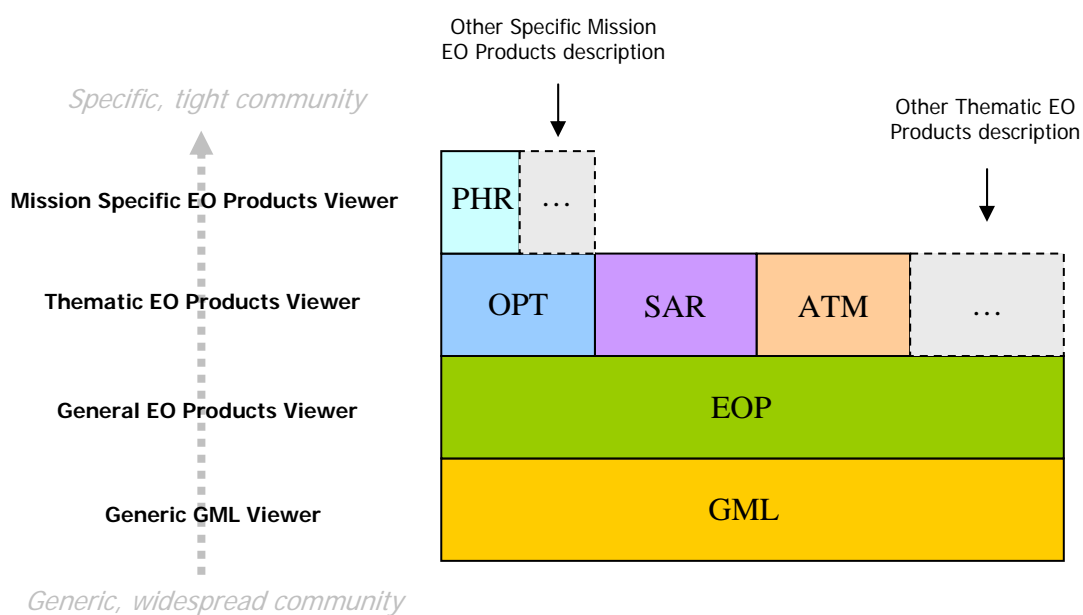 Other Specific Mission
EO Products description
Specific, tight community
Other Thematic EO
Products description
Mission Specific EO Products Viewer
PHR
...
Thematic EO Products Viewer
OPT
SAR
ATM
...
General EO Products Viewer
EOP
Generic GML Viewer
GML
Generic, widespread community